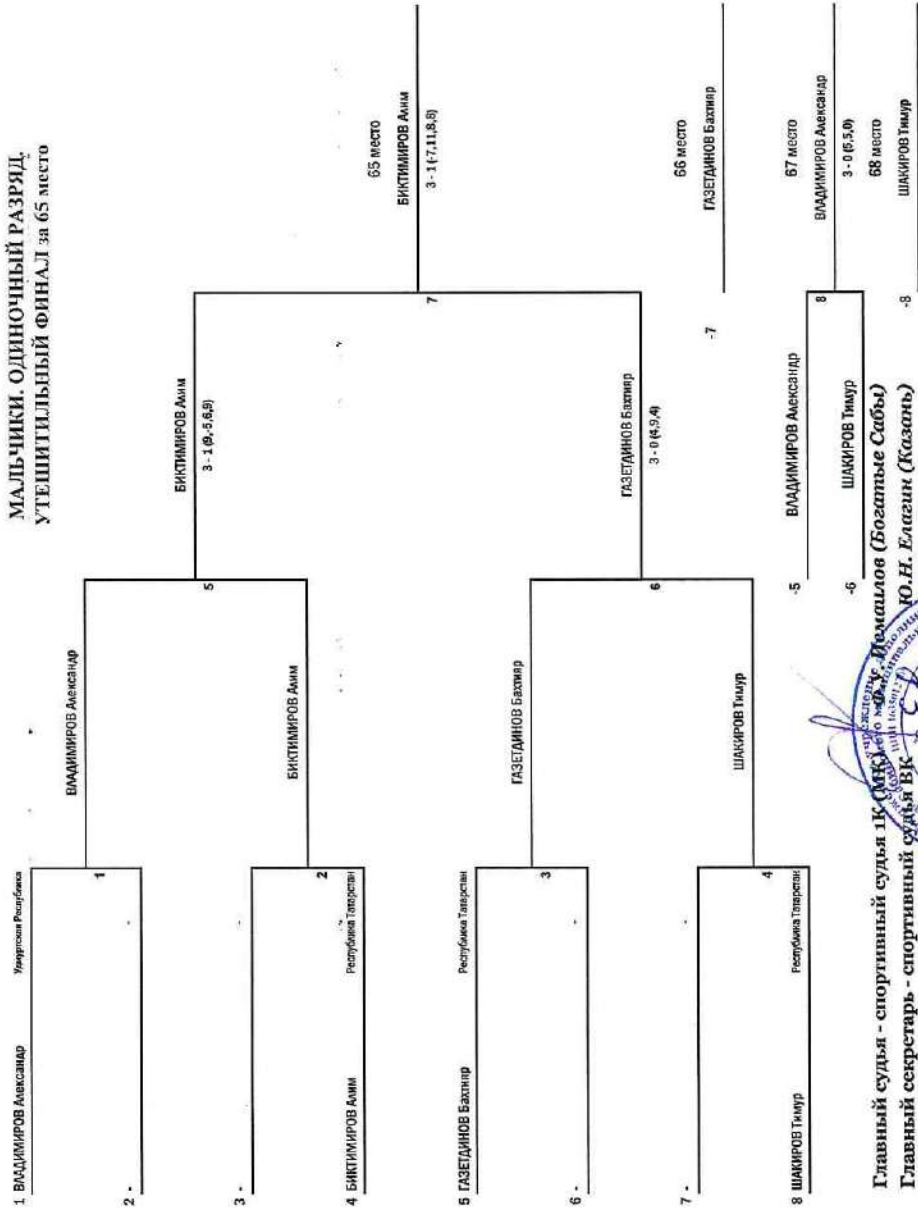 МАЛЬЧИКИ. ОДИНОЧНЫЙ РАЗРЯД.
УТЕШИТИЛЬНЫЙ ФИНАЛ за 65 место
1 ВЛАДИМИРОВ Александр Удмуртская Республика
ВЛАДИМИРОВ Александр
1
2 -
-
БИКТИМИРОВ Алим
3 - 1 (9,-5,6,9)
5
3 -
-
БИКТИМИРОВ Алим
2
4 БИКТИМИРОВ Алим Республика Татарстан
65 место
БИКТИМИРОВ Алим
3 - 1 (-7,11,8,8)
7
5 ГАЗЕТДИНОВ Бахтияр Республика Татарстан
ГАЗЕТДИНОВ Бахтияр
3
6 -
-
ГАЗЕТДИНОВ Бахтияр
3 - 0 (4,9,4)
6
7 -
-
ШАКИРОВ Тимур
4
8 ШАКИРОВ Тимур Республика Татарстан
66 место
-7
ГАЗЕТДИНОВ Бахтияр
67 место
-5 ВЛАДИМИРОВ Александр
8
ВЛАДИМИРОВ Александр
3 - 0 (6,5,0)
-6 ШАКИРОВ Тимур
68 место
-8 ШАКИРОВ Тимур
Главный судья - спортивный судья 1К (МК) Ф.У. Исмаилов (Богатые Сабы)
Главный секретарь - спортивный судья ВК Ю.Н. Елагин (Казань)